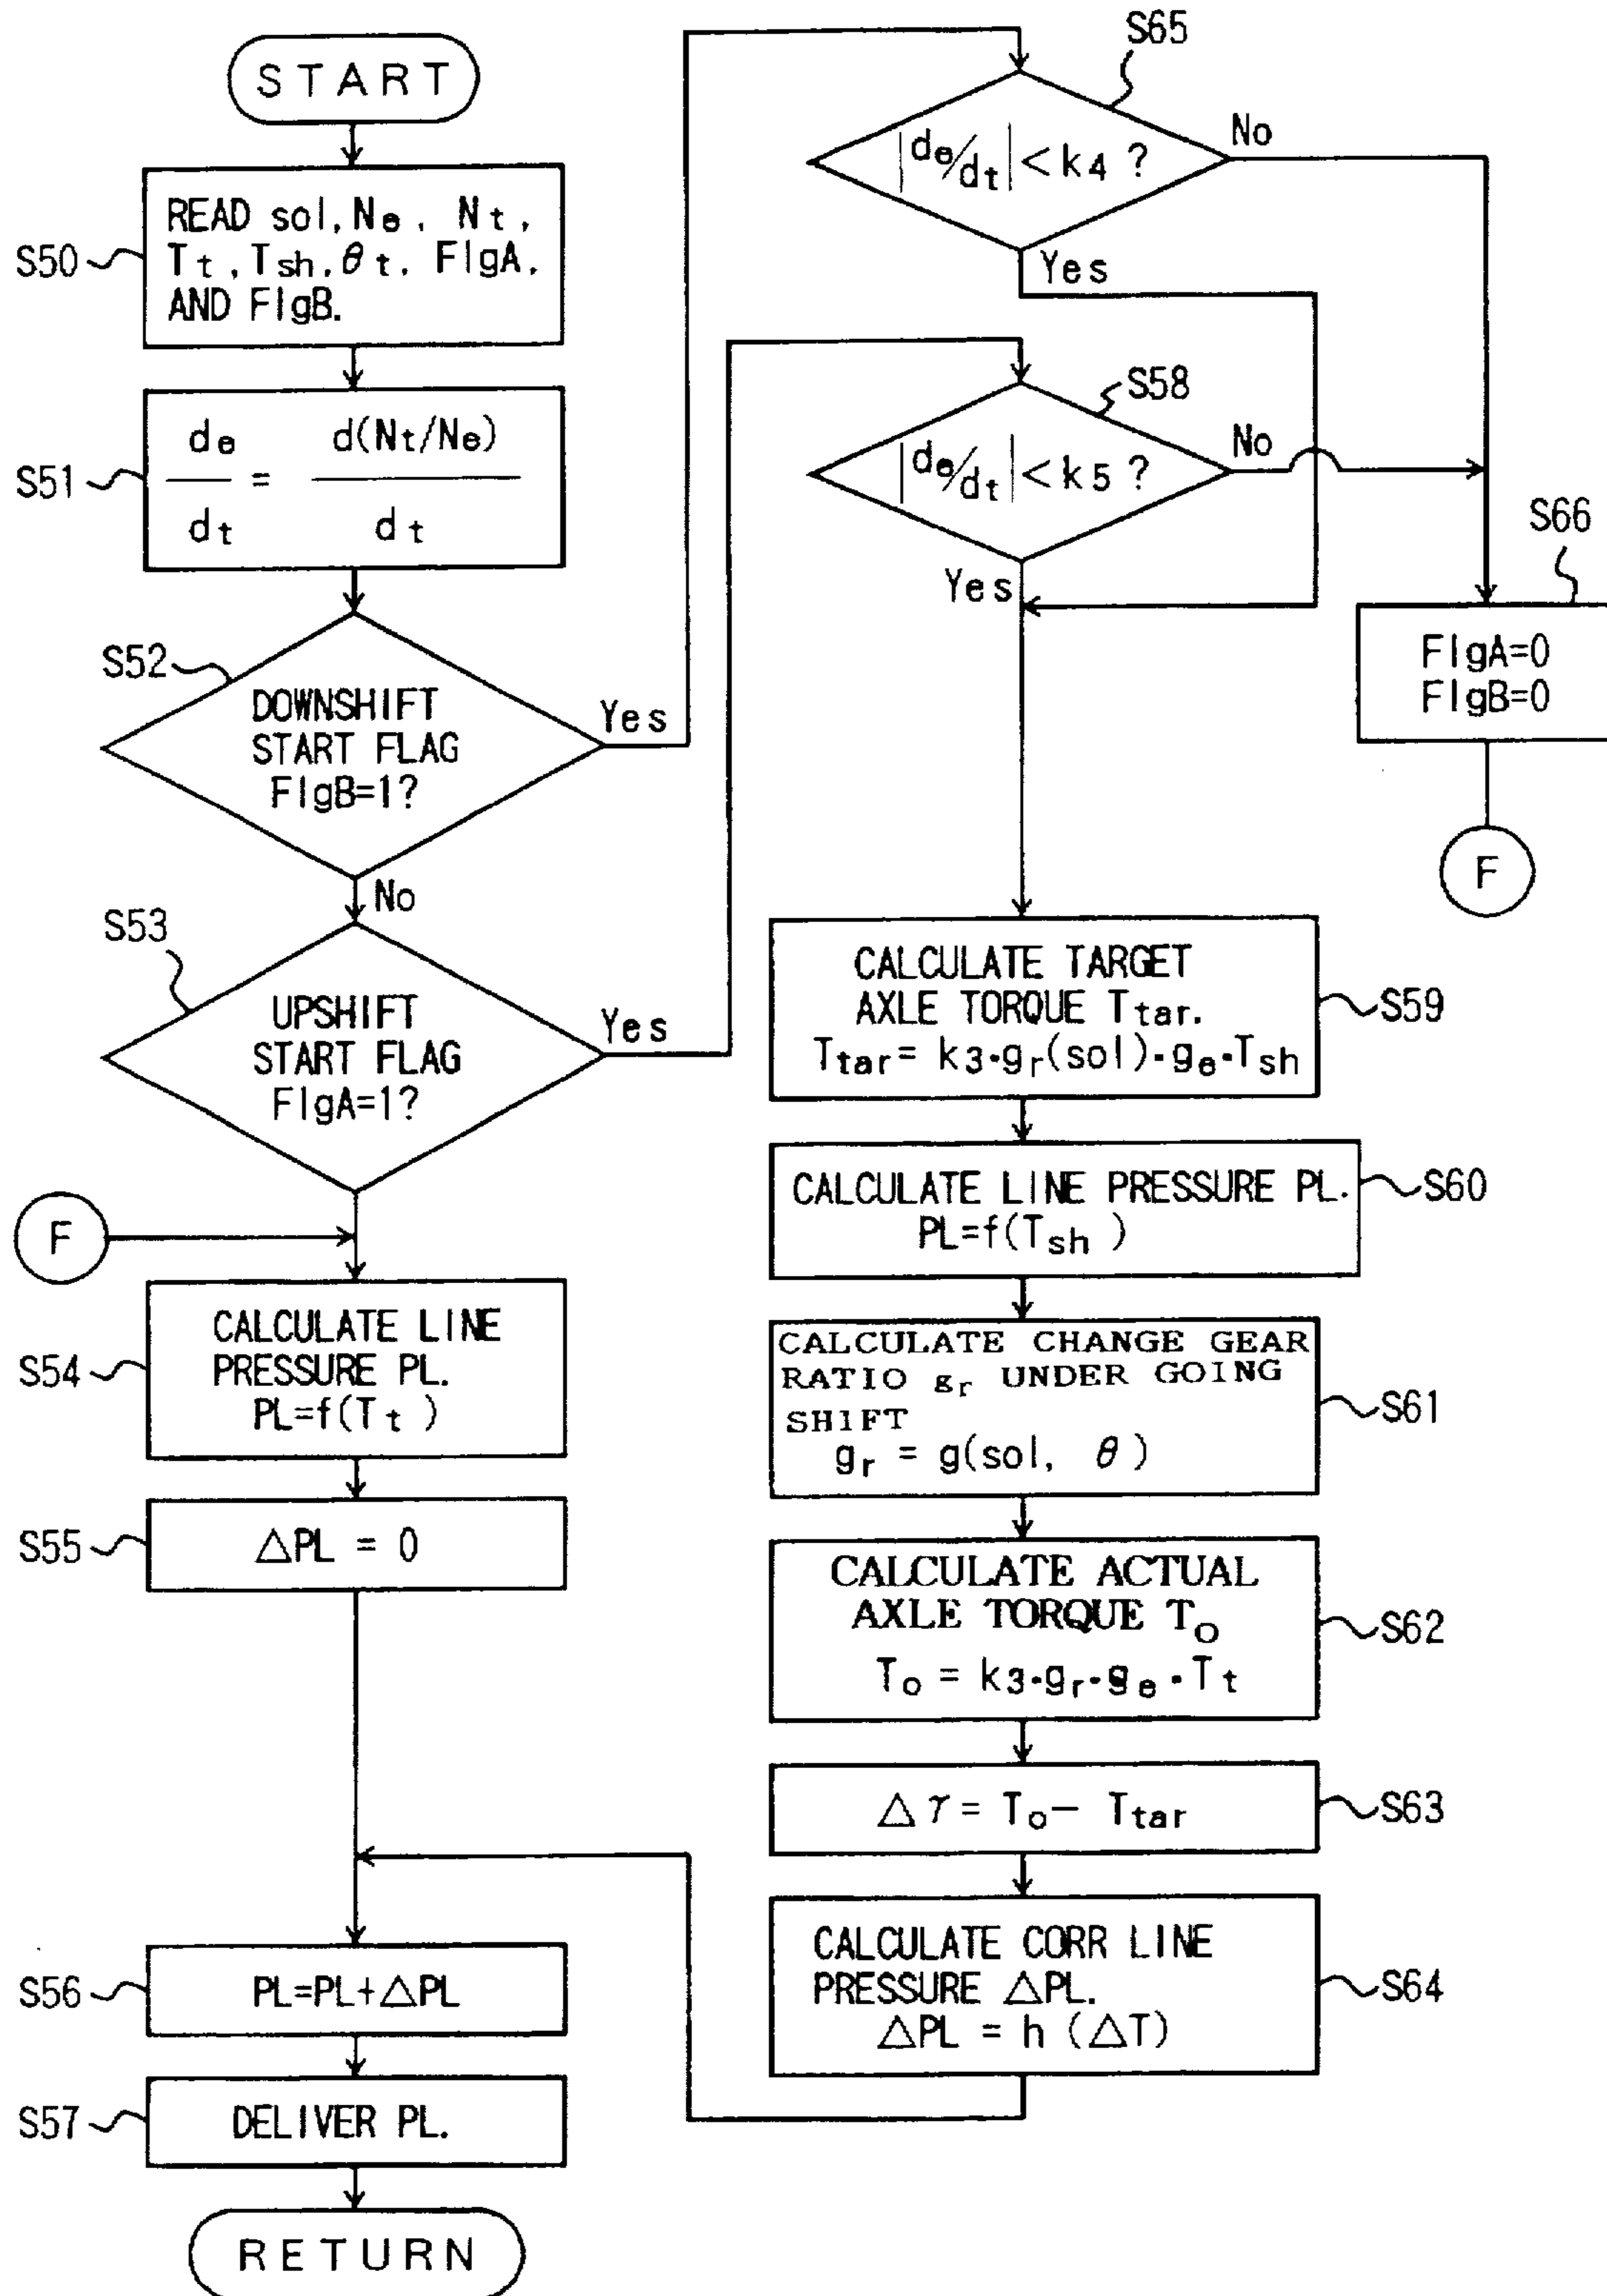 START
S50
READ sol, Ne, Nt,
Tt, Tsh, θt, FlgA,
AND FlgB.
S51
de/dt = d(Nt/Ne)/dt
S52
DOWNSHIFT
START FLAG
FlgB=1?
Yes
No
S53
UPSHIFT
START FLAG
FlgA=1?
Yes
F
S54
CALCULATE LINE
PRESSURE PL.
PL=f(Tt)
S55
△PL = 0
S56
PL=PL+△PL
S57
DELIVER PL.
RETURN
S65
|de/dt| < k4 ?
No
Yes
S58
|de/dt| < k5 ?
No
Yes
S66
FlgA=0
FlgB=0
F
CALCULATE TARGET
AXLE TORQUE Ttar.
Ttar= k3·gr(sol)·ge·Tsh
S59
CALCULATE LINE PRESSURE PL.
PL=f(Tsh)
S60
CALCULATE CHANGE GEAR
RATIO gr UNDER GOING
SHIFT
gr = g(sol, θ)
S61
CALCULATE ACTUAL
AXLE TORQUE To
To = k3·gr·ge·Tt
S62
△τ = To − Ttar
S63
CALCULATE CORR LINE
PRESSURE △PL.
△PL = h (△T)
S64